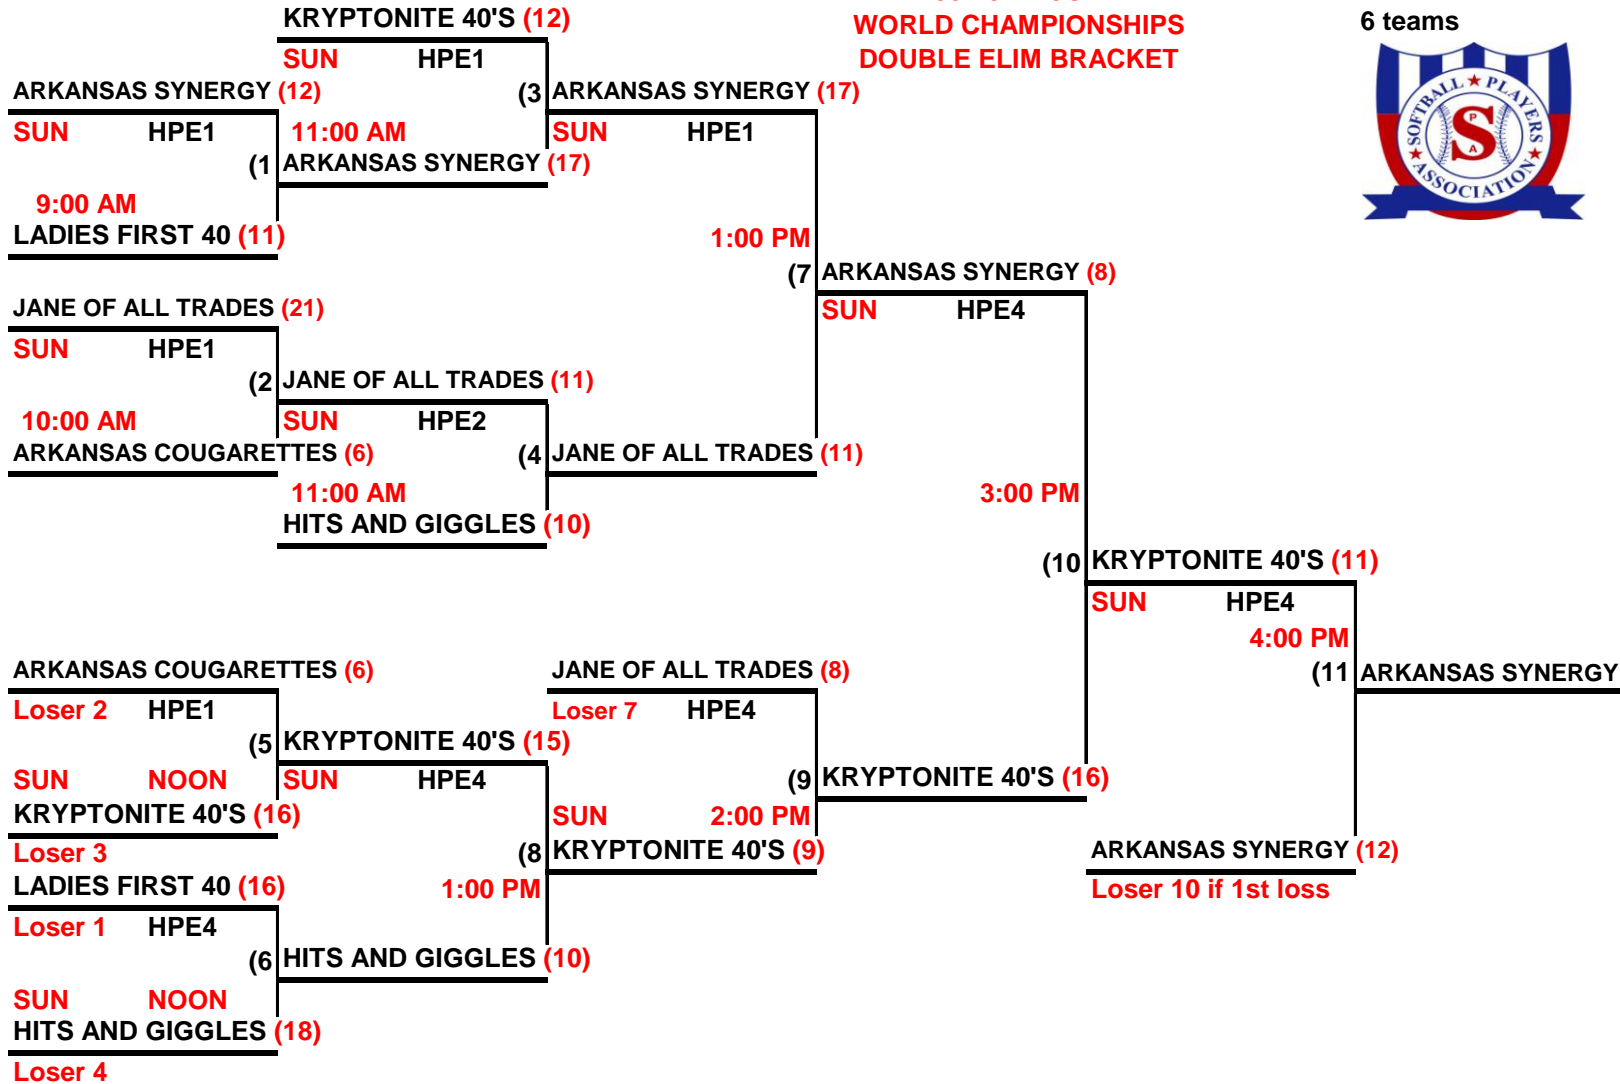 KRYPTONITE 40'S (12)
WORLD CHAMPIONSHIPS
6 teams
SUN HPE1
DOUBLE ELIM BRACKET
ARKANSAS SYNERGY (12)
(3 ARKANSAS SYNERGY (17)
SUN HPE1
11:00 AM
SUN HPE1
(1 ARKANSAS SYNERGY (17)
9:00 AM
LADIES FIRST 40 (11)
1:00 PM
SOFTBALL ★ PLAYERS
P
S
A
★ ASSOCIATION ★
(7 ARKANSAS SYNERGY (8)
JANE OF ALL TRADES (21)
SUN HPE4
SUN HPE1
(2 JANE OF ALL TRADES (11)
10:00 AM
SUN HPE2
ARKANSAS COUGARETTES (6)
(4 JANE OF ALL TRADES (11)
11:00 AM
3:00 PM
HITS AND GIGGLES (10)
(10 KRYPTONITE 40'S (11)
SUN HPE4
4:00 PM
ARKANSAS COUGARETTES (6)
JANE OF ALL TRADES (8)
(11 ARKANSAS SYNERGY
Loser 2 HPE1
Loser 7 HPE4
(5 KRYPTONITE 40'S (15)
SUN NOON
SUN HPE4
(9 KRYPTONITE 40'S (16)
KRYPTONITE 40'S (16)
SUN 2:00 PM
Loser 3
(8 KRYPTONITE 40'S (9)
ARKANSAS SYNERGY (12)
LADIES FIRST 40 (16)
1:00 PM
Loser 10 if 1st loss
Loser 1 HPE4
(6 HITS AND GIGGLES (10)
SUN NOON
HITS AND GIGGLES (18)
Loser 4